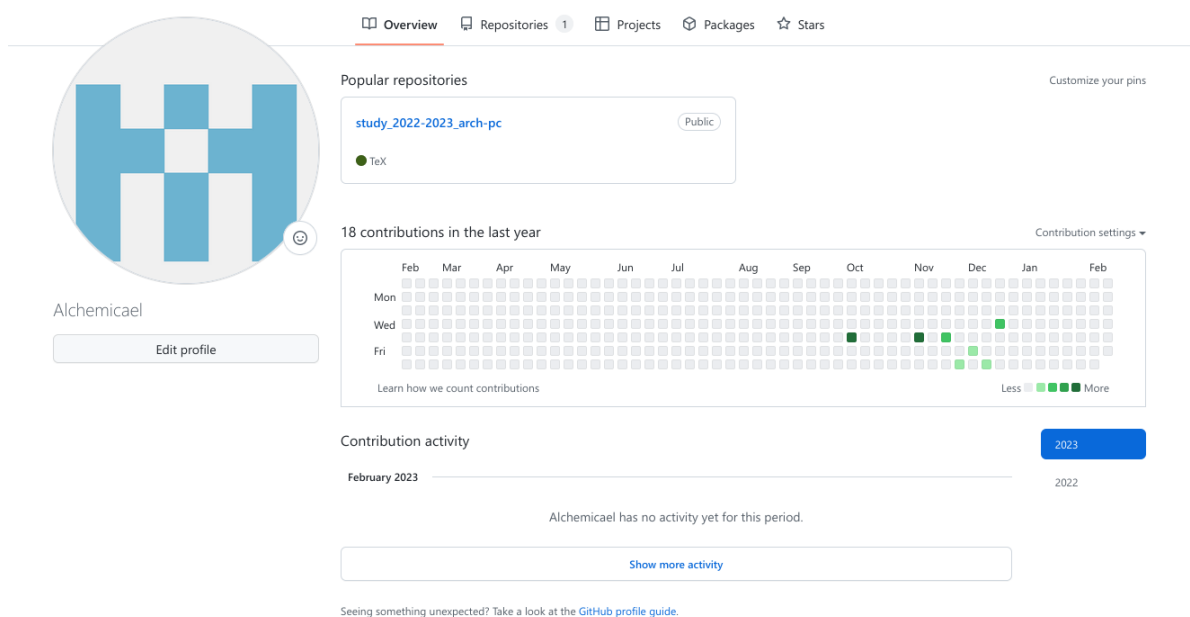 Overview Repositories 1 Projects Packages Stars
Popular repositories Customize your pins
study_2022-2023_arch-pc Public
TeX
18 contributions in the last year Contribution settings
Feb Mar Apr May Jun Jul Aug Sep Oct Nov Dec Jan Feb
Mon
Wed
Fri
Learn how we count contributions Less More
Alchemicael
Edit profile
Contribution activity
2023
2022
February 2023
Alchemicael has no activity yet for this period.
Show more activity
Seeing something unexpected? Take a look at the GitHub profile guide.